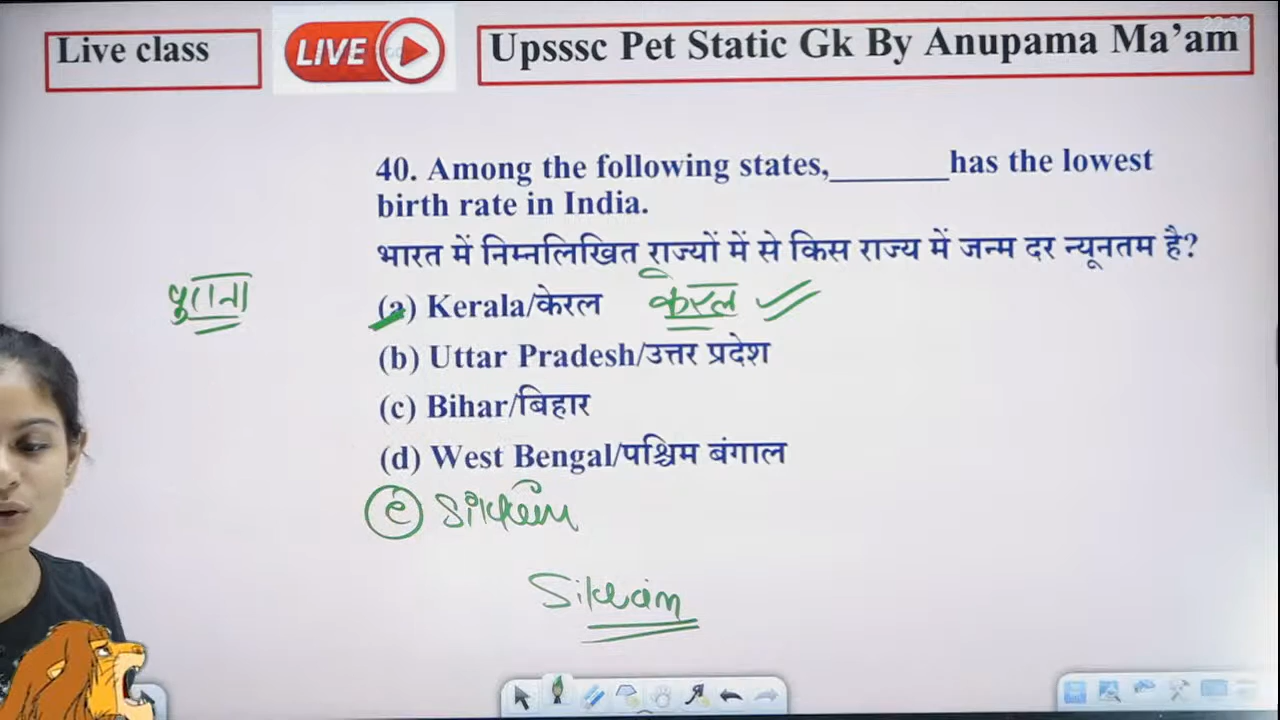 Live class
LIVE
Upsssc Pet Static Gk By Anupama Ma’am
40. Among the following states,_______has the lowest
birth rate in India.
भारत में निम्नलिखित राज्यों में से किस राज्य में जन्म दर न्यूनतम है?
पुराना
(a) Kerala/केरल केरल
(b) Uttar Pradesh/उत्तर प्रदेश
(c) Bihar/बिहार
(d) West Bengal/पश्चिम बंगाल
(e) Sikkim
Sikkim